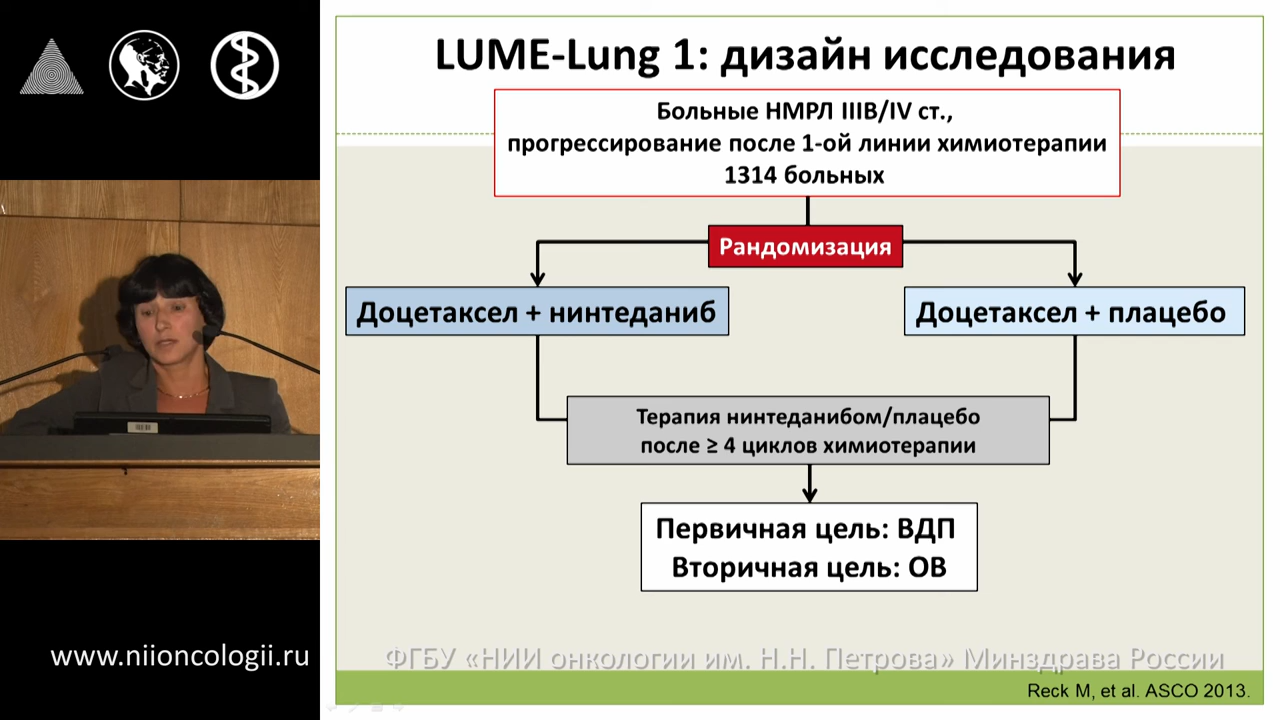 LUME-Lung 1: дизайн исследования
Больные НМРЛ IIIB/IV ст.,
прогрессирование после 1-ой линии химиотерапии
1314 больных
Рандомизация
Доцетаксел + нинтеданиб
Доцетаксел + плацебо
Терапия нинтеданибом/плацебо
после ≥ 4 циклов химиотерапии
Первичная цель: ВДП
Вторичная цель: ОВ
www.niioncologii.ru
ФГБУ «НИИ онкологии им. Н.Н. Петрова» Минздрава России
Reck M, et al. ASCO 2013.